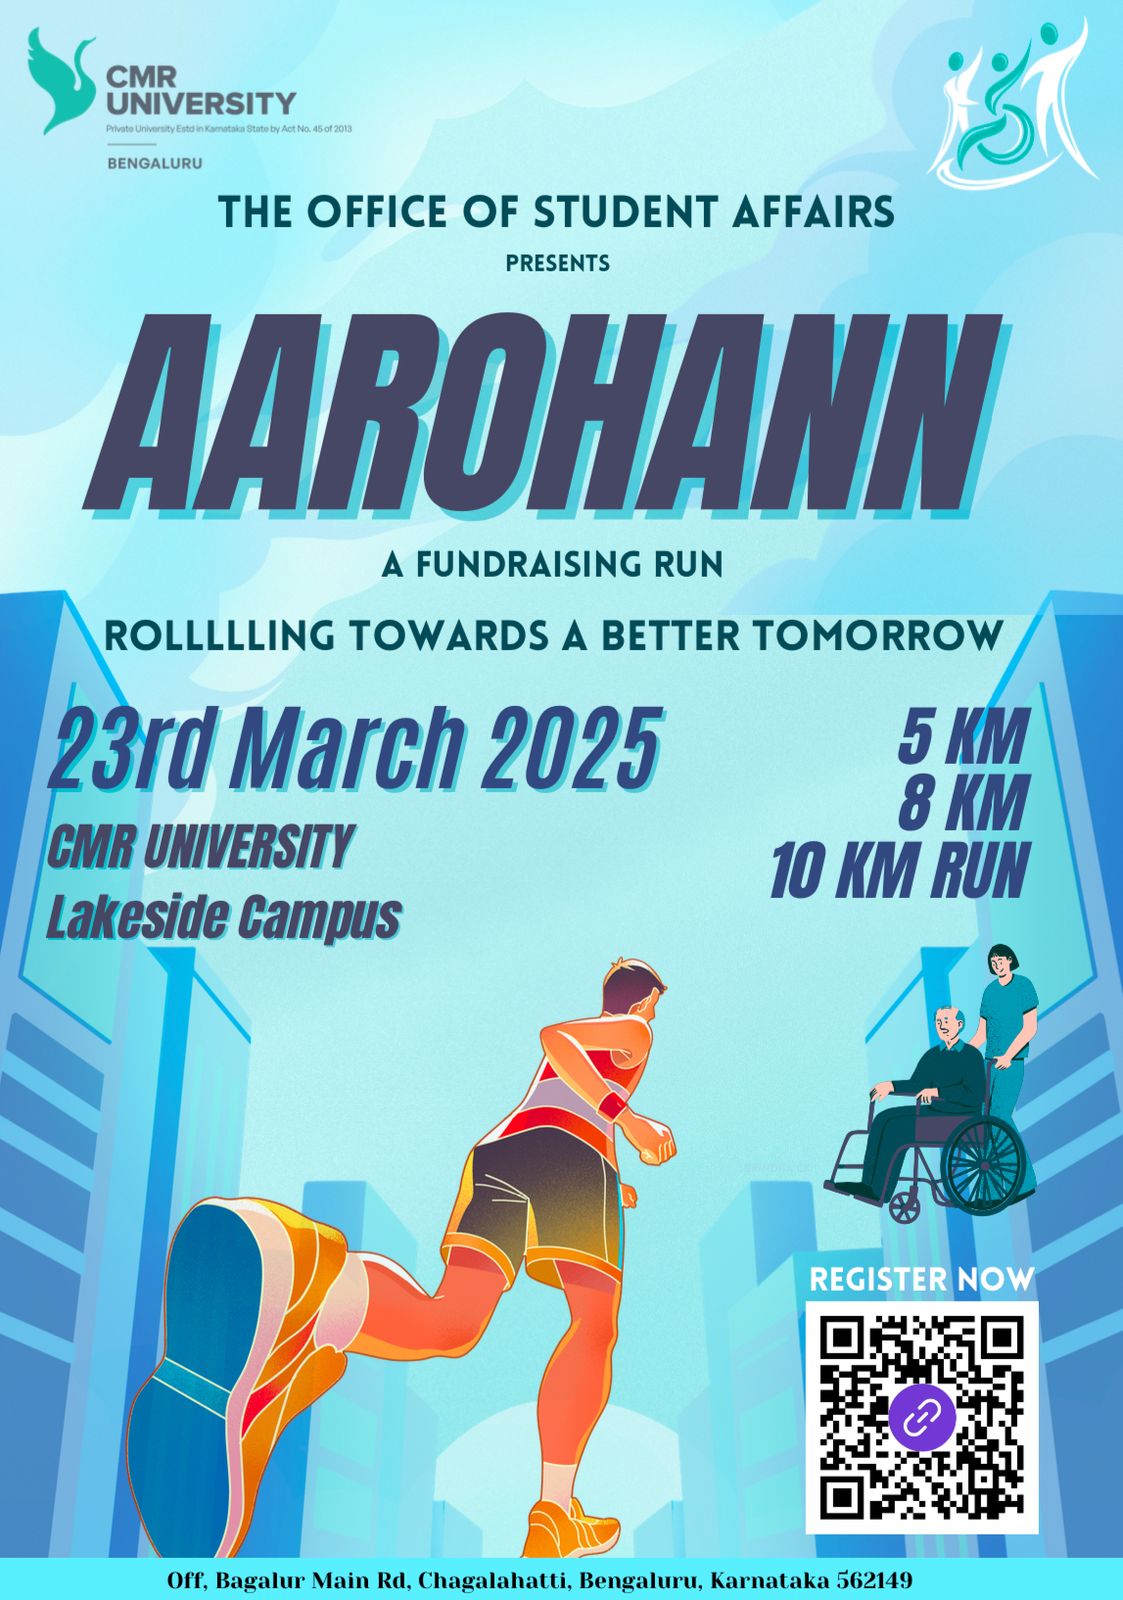 CMR
UNIVERSITY
Private University Estd in Karnataka State by Act No. 45 of 2013
BENGALURU
THE OFFICE OF STUDENT AFFAIRS
PRESENTS
AAROHANN
A FUNDRAISING RUN
ROLLLLLING TOWARDS A BETTER TOMORROW
23rd March 2025
CMR UNIVERSITY
Lakeside Campus
5 KM
8 KM
10 KM RUN
REGISTER NOW
Off, Bagalur Main Rd, Chagalahatti, Bengaluru, Karnataka 562149